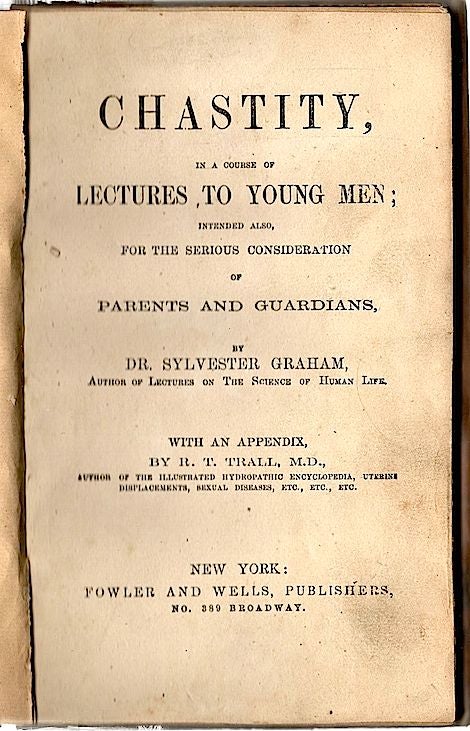 CHASTITY,
IN A COURSE OF
LECTURES TO YOUNG MEN;
INTENDED ALSO,
FOR THE SERIOUS CONSIDERATION
OF
PARENTS AND GUARDIANS,
BY
DR. SYLVESTER GRAHAM,
AUTHOR OF LECTURES ON THE SCIENCE OF HUMAN LIFE.
WITH AN APPENDIX,
BY R. T. TRALL, M.D.,
AUTHOR OF THE ILLUSTRATED HYDROPATHIC ENCYCLOPEDIA, UTERINE
DISPLACEMENTS, SEXUAL DISEASES, ETC., ETC., ETC.
NEW YORK:
FOWLER AND WELLS, PUBLISHERS,
NO. 389 BROADWAY.